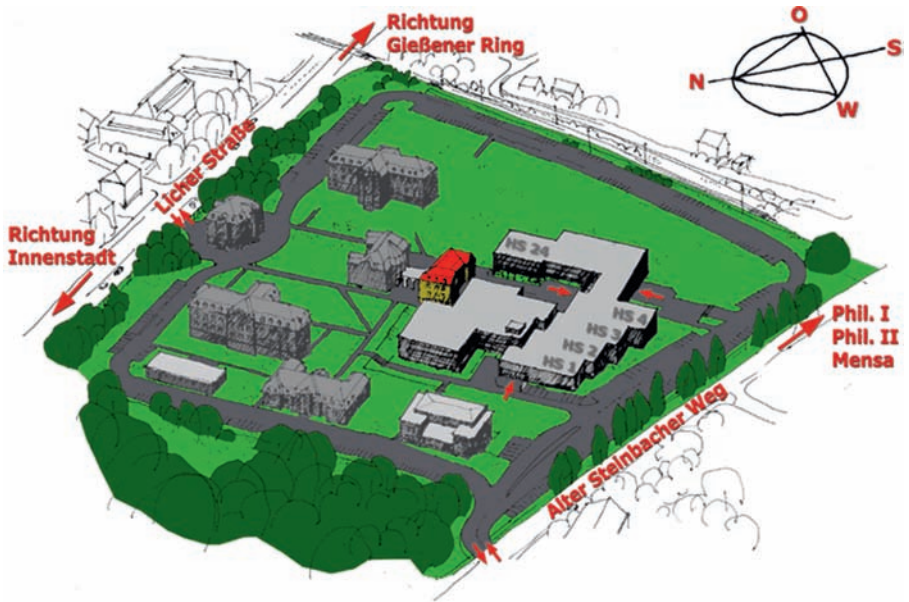 Richtung
Gießener Ring
O
S
N
W
Licher Straße
Richtung
Innenstadt
HS 24
HS 4
HS 3
HS 2
HS 1
Phil. I
Phil. II
Mensa
Alter Steinbacher Weg